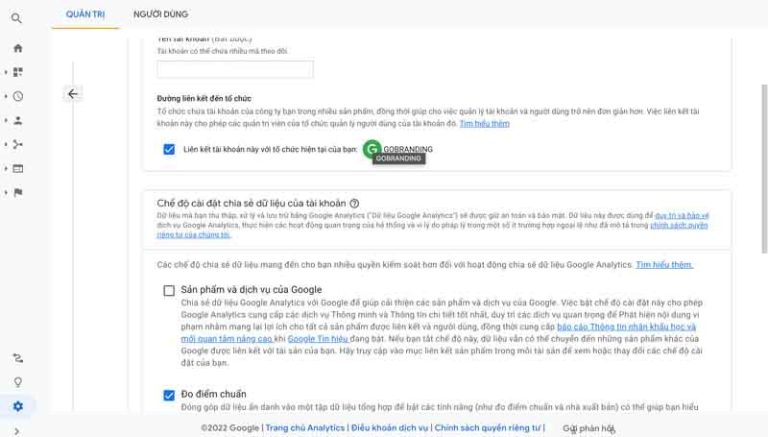 QUẢN TRỊ
NGƯỜI DÙNG
Tên tài khoản (Bắt buộc)
Tài khoản có thể chứa nhiều mã theo dõi.
Đường liên kết đến tổ chức
Tổ chức chứa tài khoản của công ty bạn trong nhiều sản phẩm, đồng thời giúp cho việc quản lý tài khoản và người dùng trở nên đơn giản hơn. Việc liên kết tài
khoản này cho phép các quản trị viên của tổ chức quản lý người dùng của tài khoản đó. Tìm hiểu thêm
Liên kết tài khoản này với tổ chức hiện tại của bạn: G GOBRANDING
GOBRANDING
Chế độ cài đặt chia sẻ dữ liệu của tài khoản
Dữ liệu mà bạn thu thập, xử lý và lưu trữ bằng Google Analytics ("Dữ liệu Google Analytics") sẽ được giữ an toàn và bảo mật. Dữ liệu này được dùng để duy trì và bảo vệ
dịch vụ Google Analytics, thực hiện các hoạt động quan trọng của hệ thống và vì lý do pháp lý trong một số ít trường hợp ngoại lệ như đã mô tả trong chính sách quyền
riêng tư của chúng tôi.
Các chế độ chia sẻ dữ liệu mang đến cho bạn nhiều quyền kiểm soát hơn đối với hoạt động chia sẻ dữ liệu Google Analytics. Tìm hiểu thêm.
Sản phẩm và dịch vụ của Google
Chia sẻ dữ liệu Google Analytics với Google để giúp cải thiện các sản phẩm và dịch vụ của Google. Việc bật chế độ cài đặt này cho phép
Google Analytics cung cấp các dịch vụ Thông minh và Thông tin chi tiết tốt nhất, duy trì các dịch vụ quan trọng để Phát hiện nội dung vi
phạm nhằm mang lại lợi ích cho tất cả sản phẩm được liên kết và người dùng, đồng thời cung cấp báo cáo Thông tin nhân khẩu học và
mối quan tâm nâng cao khi Google Tín hiệu đang bật. Nếu bạn tắt chế độ này, dữ liệu vẫn có thể chuyển đến những sản phẩm khác của
Google được liên kết với tài sản của bạn. Hãy truy cập vào mục liên kết sản phẩm trong mỗi tài sản để xem hoặc thay đổi các chế độ cài
đặt của bạn.
Đo điểm chuẩn
Đóng góp dữ liệu ẩn danh vào một tập dữ liệu tổng hợp để bật các tính năng (như đo điểm chuẩn và nhà xuất bản) có thể giúp bạn hiểu
©2022 Google | Trang chủ Analytics | Điều khoản dịch vụ | Chính sách quyền riêng tư | Gửi phản hồi